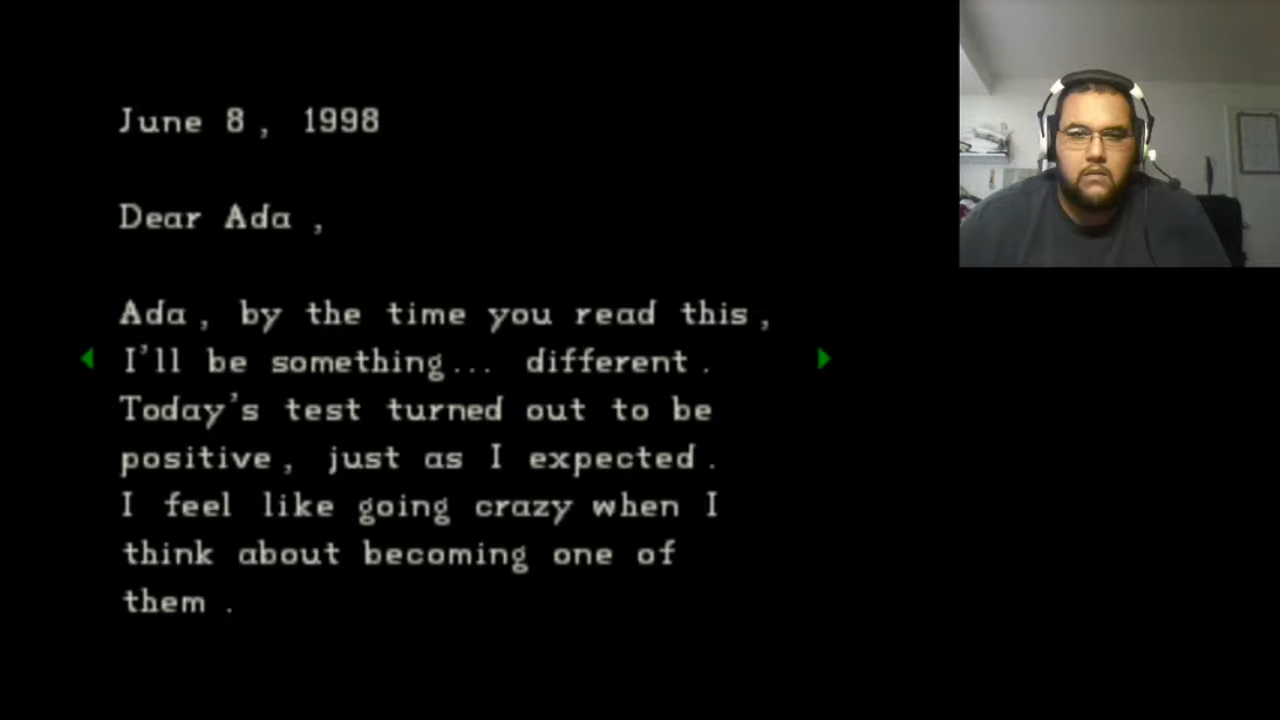 June 8, 1998
Dear Ada,
Ada, by the time you read this,
I'll be something... different.
Today's test turned out to be
positive, just as I expected.
I feel like going crazy when I
think about becoming one of
them.